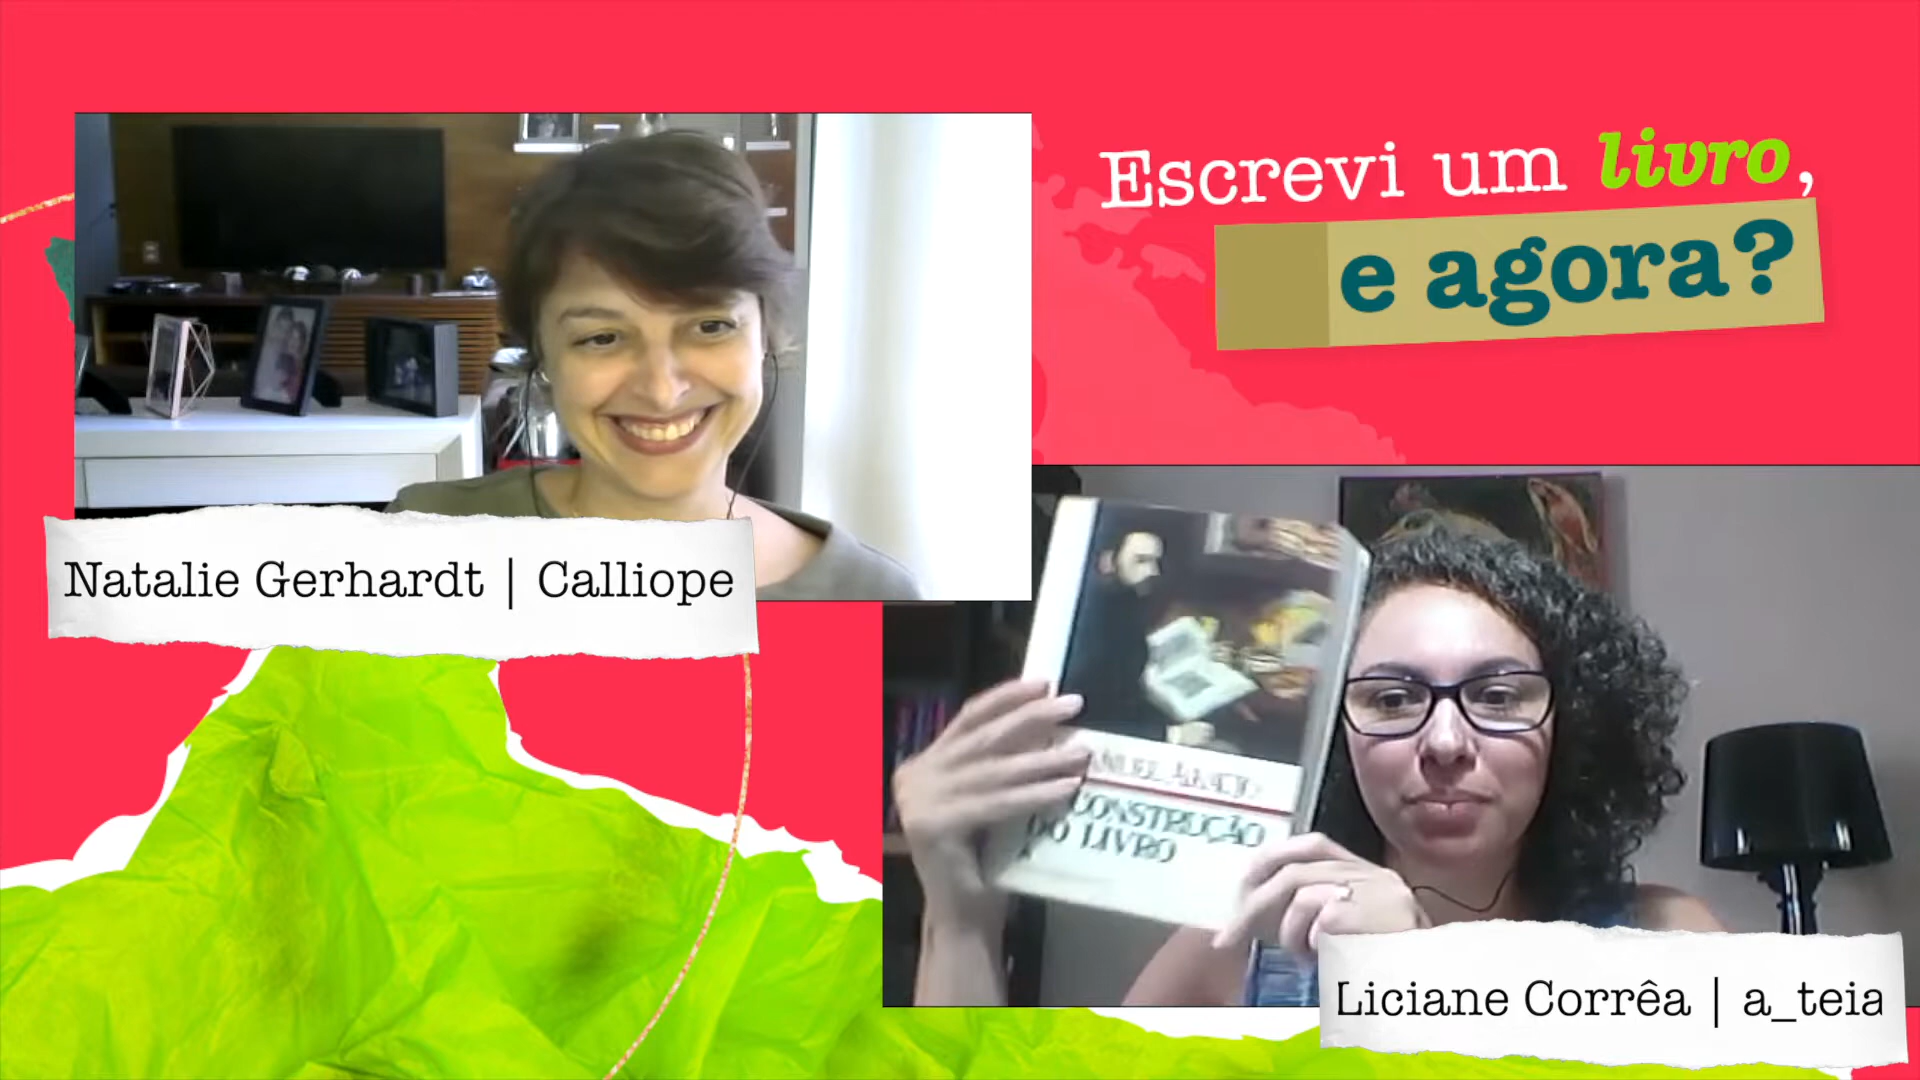 Escrevi um livro,
e agora?
Natalie Gerhardt | Calliope
CONSTRUÇÃO
DO LIVRO
Liciane Corrêa | a_teia